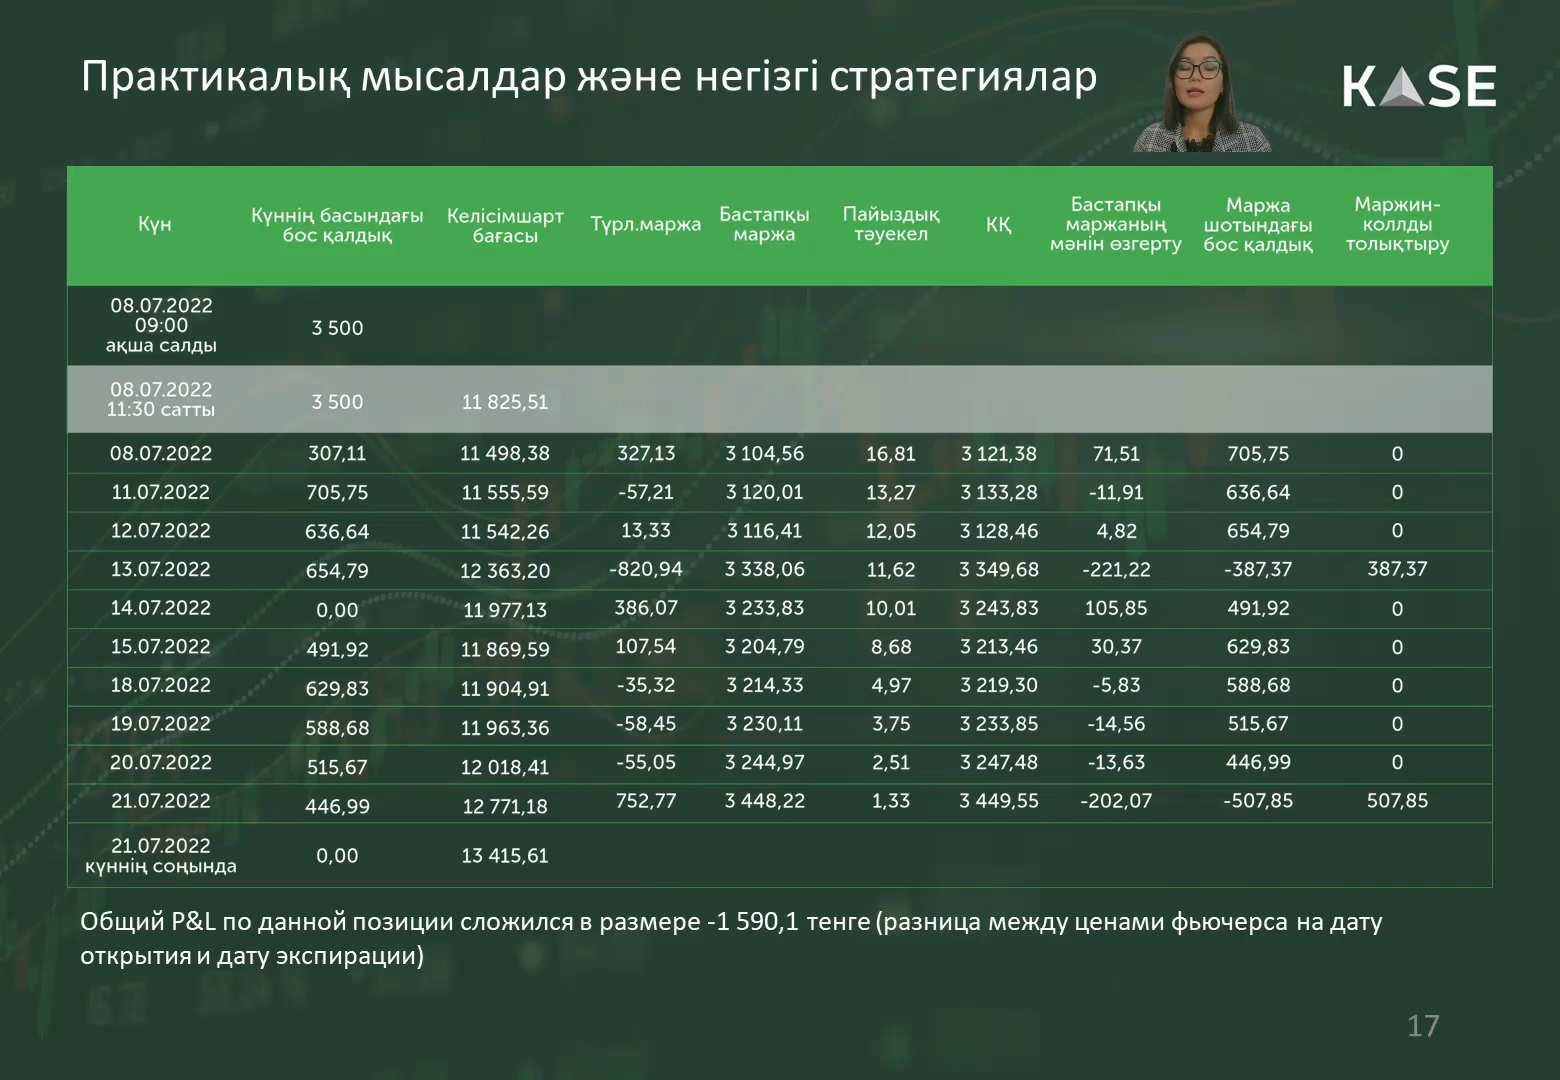 Практикалық мысалдар және негізгі стратегиялар
KASE
Күн
Күннің басындағы
бос қалдық
Келісімшарт
бағасы
Түрл.маржа
Бастапқы
маржа
Пайыздық
тәуекел
КҚ
Бастапқы
маржаның
мәнін өзгерту
Маржа
шотындағы
бос қалдық
Маржин-
коллды
толықтыру
08.07.2022
09:00
ақша салды
3 500
08.07.2022
11:30 сатты
3 500
11 825,51
08.07.2022 307,11 11 498,38 327,13 3 104,56 16,81 3 121,38 71,51 705,75 0
11.07.2022 705,75 11 555,59 -57,21 3 120,01 13,27 3 133,28 -11,91 636,64 0
12.07.2022 636,64 11 542,26 13,33 3 116,41 12,05 3 128,46 4,82 654,79 0
13.07.2022 654,79 12 363,20 -820,94 3 338,06 11,62 3 349,68 -221,22 -387,37 387,37
14.07.2022 0,00 11 977,13 386,07 3 233,83 10,01 3 243,83 105,85 491,92 0
15.07.2022 491,92 11 869,59 107,54 3 204,79 8,68 3 213,46 30,37 629,83 0
18.07.2022 629,83 11 904,91 -35,32 3 214,33 4,97 3 219,30 -5,83 588,68 0
19.07.2022 588,68 11 963,36 -58,45 3 230,11 3,75 3 233,85 -14,56 515,67 0
20.07.2022 515,67 12 018,41 -55,05 3 244,97 2,51 3 247,48 -13,63 446,99 0
21.07.2022 446,99 12 771,18 752,77 3 448,22 1,33 3 449,55 -202,07 -507,85 507,85
21.07.2022
күннің соңында
0,00
13 415,61
Общий P&L по данной позиции сложился в размере -1 590,1 тенге (разница между ценами фьючерса на дату
открытия и дату экспирации)
17